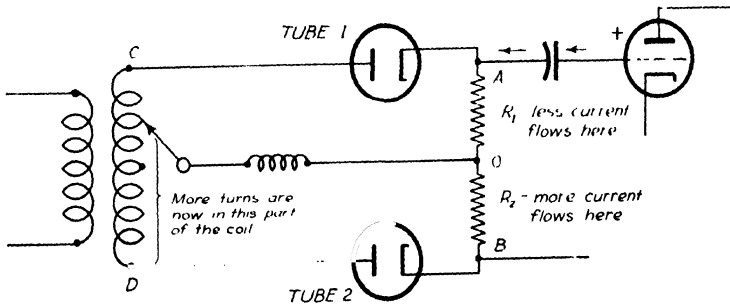 TUBE 1
C
+
A
R₁ less current
flows here
O
More turns are
now in this part
of the coil
R₂ - more current
flows here
B
D
TUBE 2